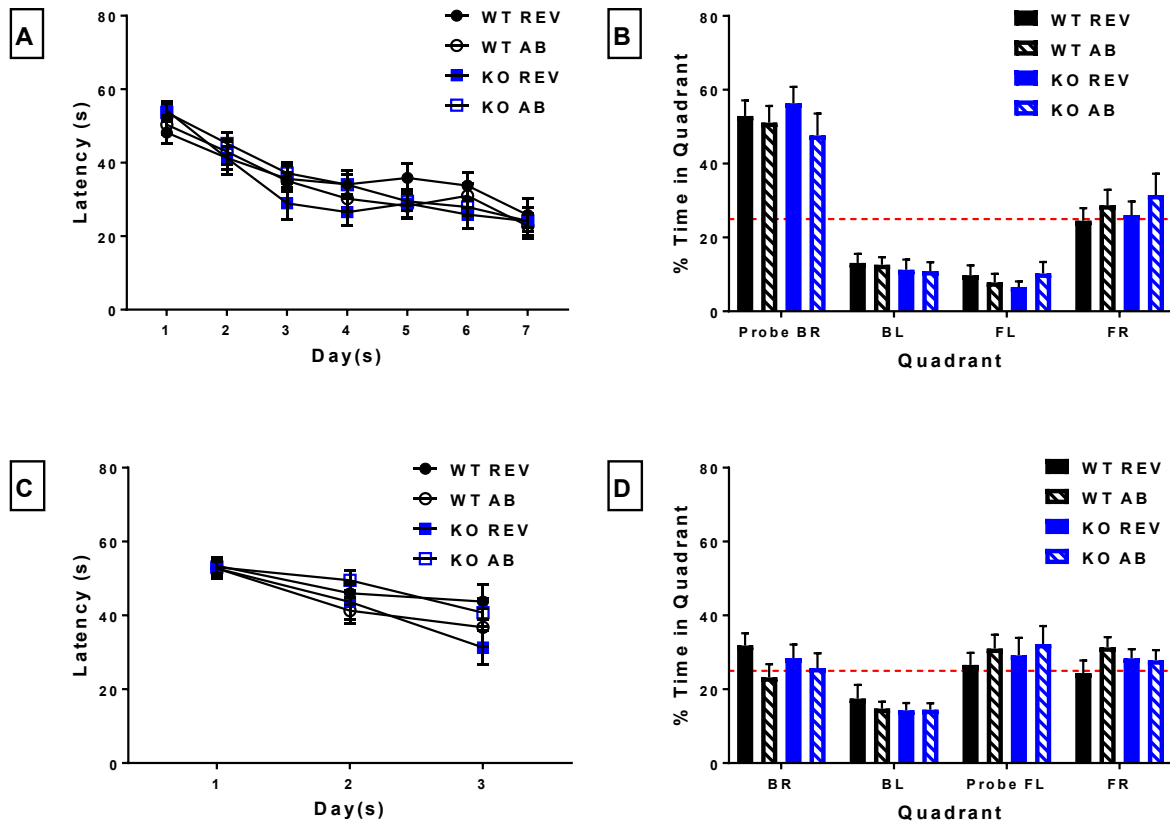 A
80
60
40
20
0
Latency (s)
1 2 3 4 5 6 7
Day(s)
WT REV
WT AB
KO REV
KO AB
B
80
60
40
20
0
% Time in Quadrant
Probe BR BL FL FR
Quadrant
WT REV
WT AB
KO REV
KO AB
C
80
60
40
20
0
Latency (s)
1 2 3
Day(s)
WT REV
WT AB
KO REV
KO AB
D
80
60
40
20
0
% Time in Quadrant
BR BL Probe FL FR
Quadrant
WT REV
WT AB
KO REV
KO AB